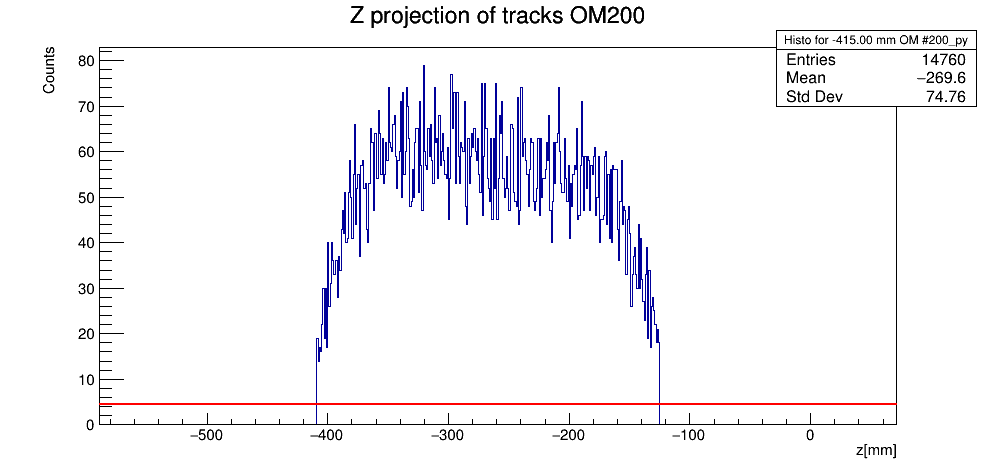 Z projection of tracks OM200
Histo for -415.00 mm OM #200_py
Entries 14760
Mean −269.6
Std Dev 74.76
Counts
80
70
60
50
40
30
20
10
0
−500 −400 −300 −200 −100 0
z[mm]